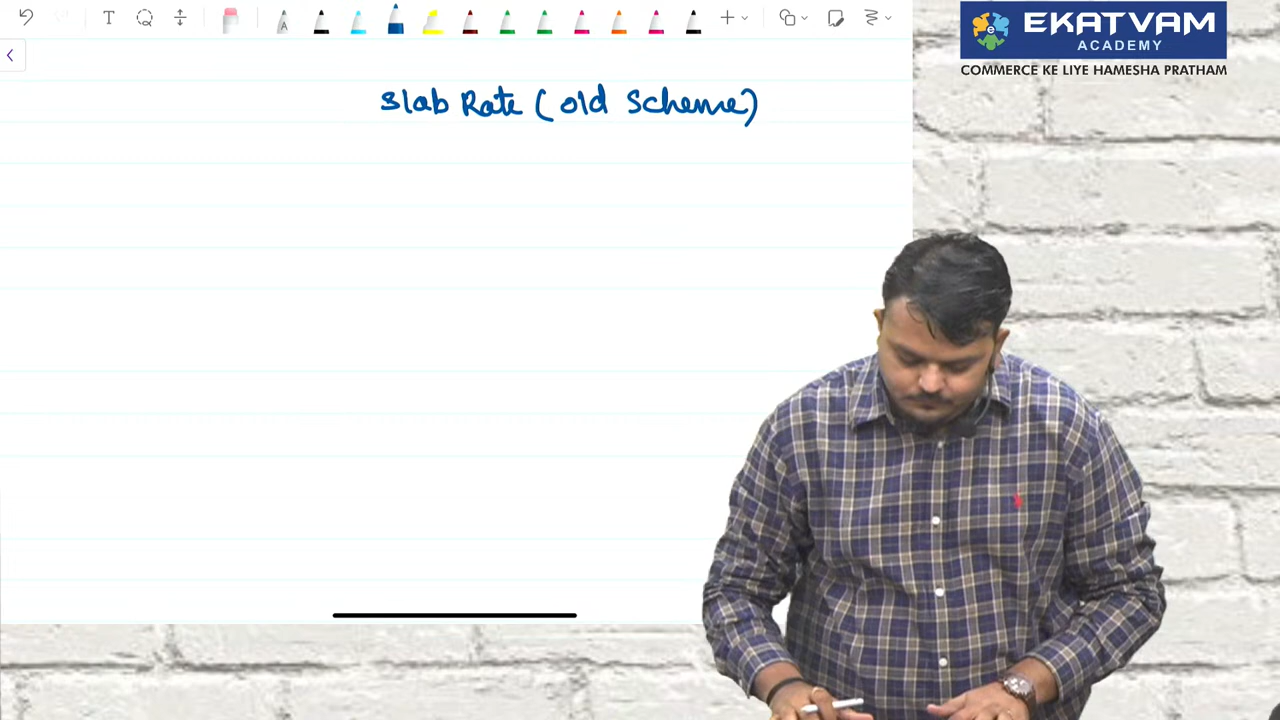 EKATVAM
ACADEMY
COMMERCE KE LIYE HAMESHA PRATHAM
Slab Rate (Old Scheme)